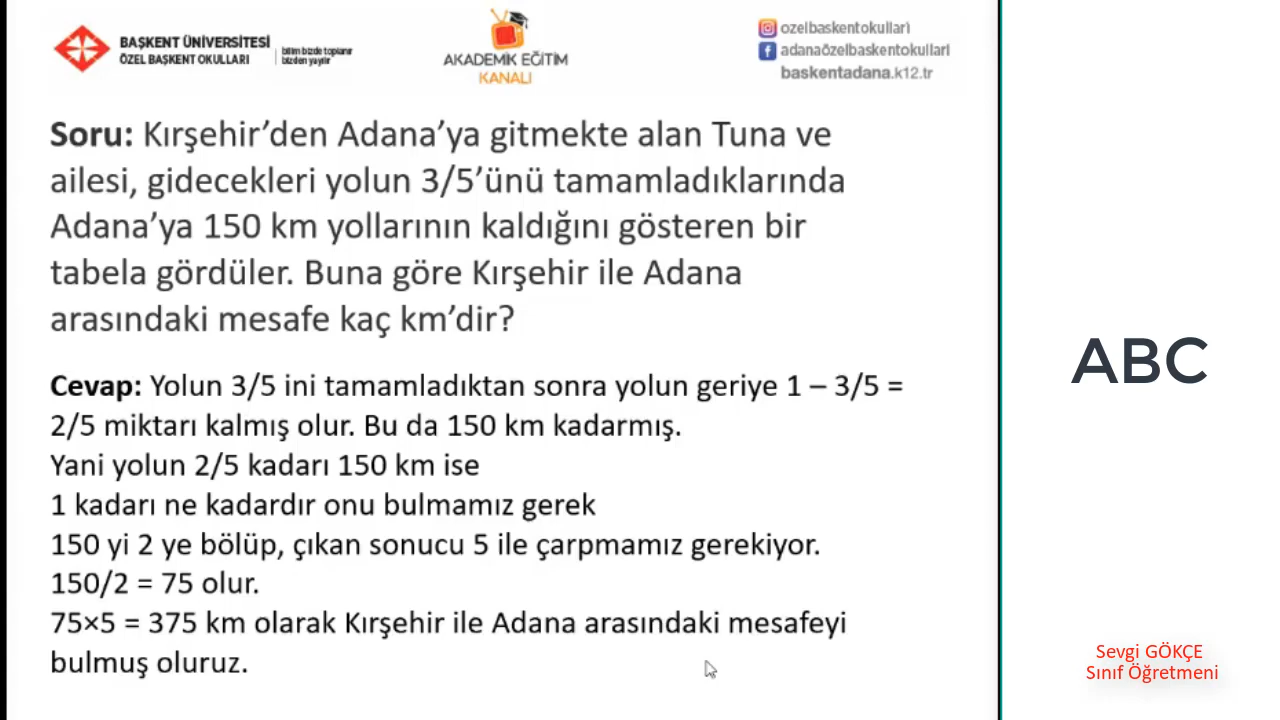 BAŞKENT ÜNİVERSİTESİ
ÖZEL BAŞKENT OKULLARI
bilim bizde toplanır
bizden yayılır
AKADEMİK EĞİTİM
KANALI
ozelbaskentokullari
adanaözelbaskentokullari
baskentadana.k12.tr
Soru: Kırşehir’den Adana’ya gitmekte alan Tuna ve
ailesi, gidecekleri yolun 3/5’ünü tamamladıklarında
Adana’ya 150 km yollarının kaldığını gösteren bir
tabela gördüler. Buna göre Kırşehir ile Adana
arasındaki mesafe kaç km’dir?
Cevap: Yolun 3/5 ini tamamladıktan sonra yolun geriye 1 – 3/5 =
2/5 miktarı kalmış olur. Bu da 150 km kadarmış.
Yani yolun 2/5 kadarı 150 km ise
1 kadarı ne kadardır onu bulmamız gerek
150 yi 2 ye bölüp, çıkan sonucu 5 ile çarpmamız gerekiyor.
150/2 = 75 olur.
75×5 = 375 km olarak Kırşehir ile Adana arasındaki mesafeyi
bulmuş oluruz.
ABC
Sevgi GÖKÇE
Sınıf Öğretmeni